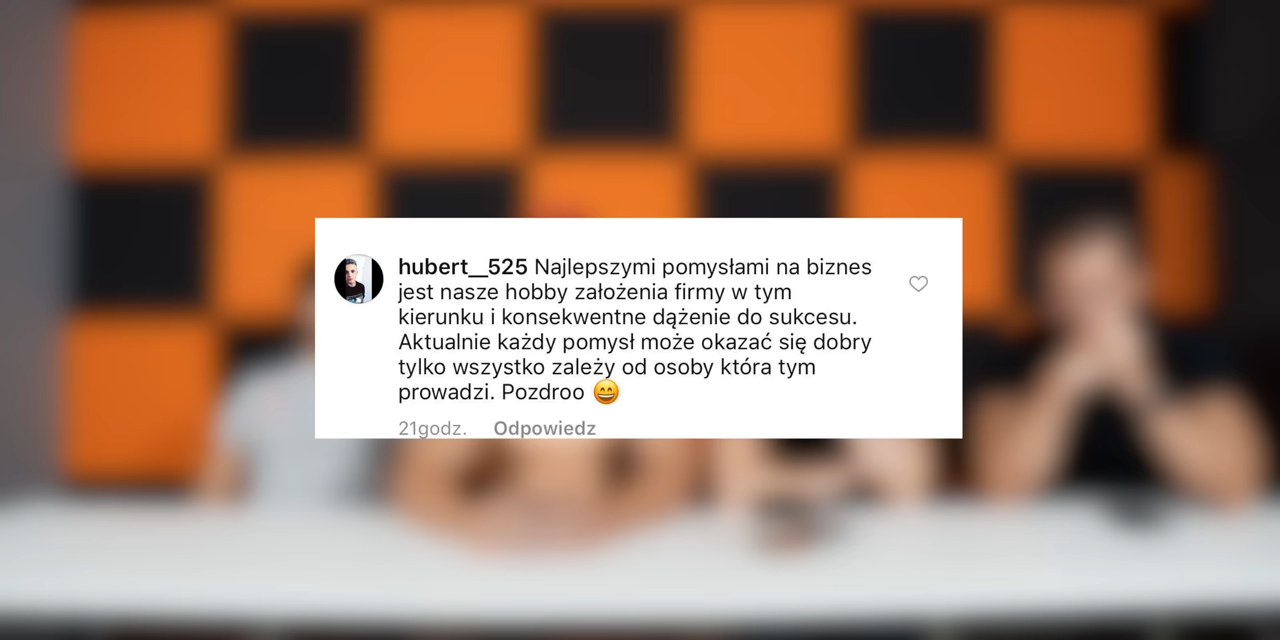 hubert__525 Najlepszymi pomysłami na biznes
jest nasze hobby założenia firmy w tym
kierunku i konsekwentne dążenie do sukcesu.
Aktualnie każdy pomysł może okazać się dobry
tylko wszystko zależy od osoby która tym
prowadzi. Pozdroo 😄
21godz. Odpowiedz